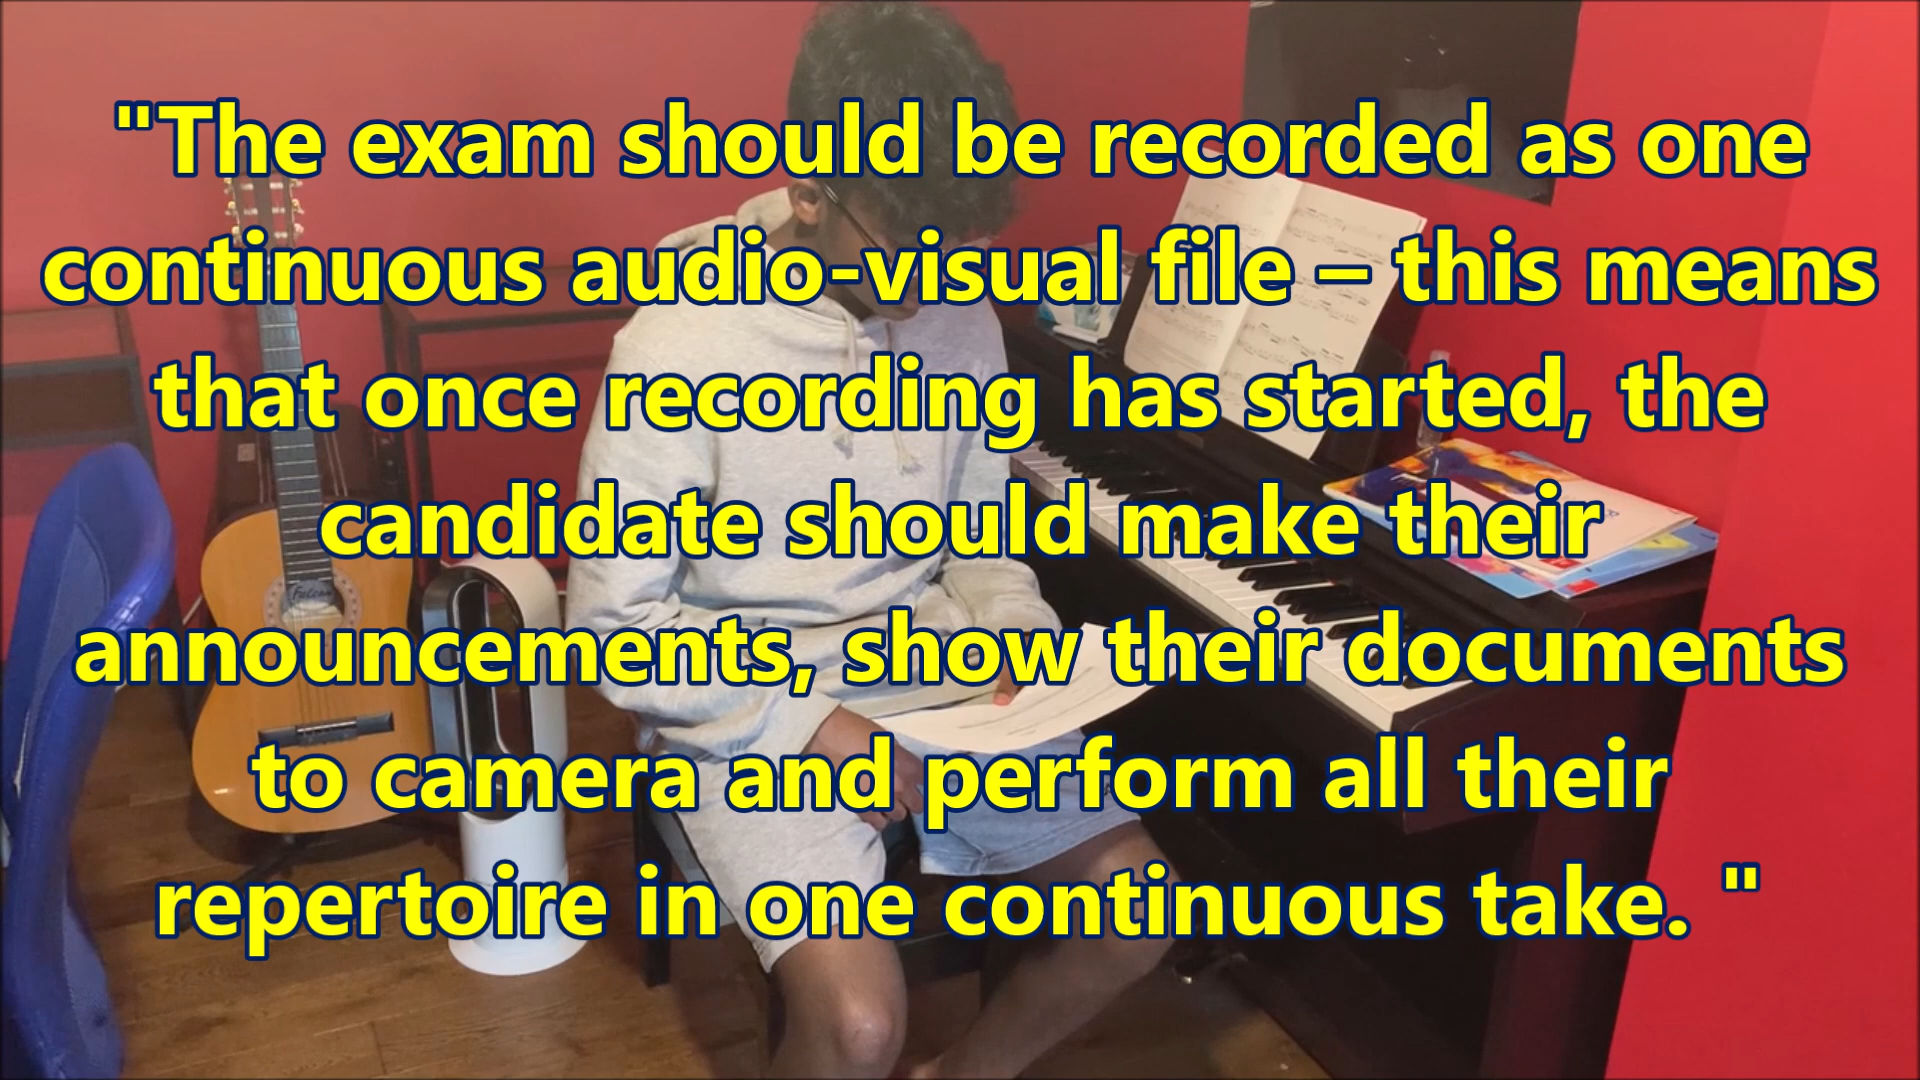 "The exam should be recorded as one
continuous audio-visual file – this means
that once recording has started, the
candidate should make their
announcements, show their documents
to camera and perform all their
repertoire in one continuous take. "